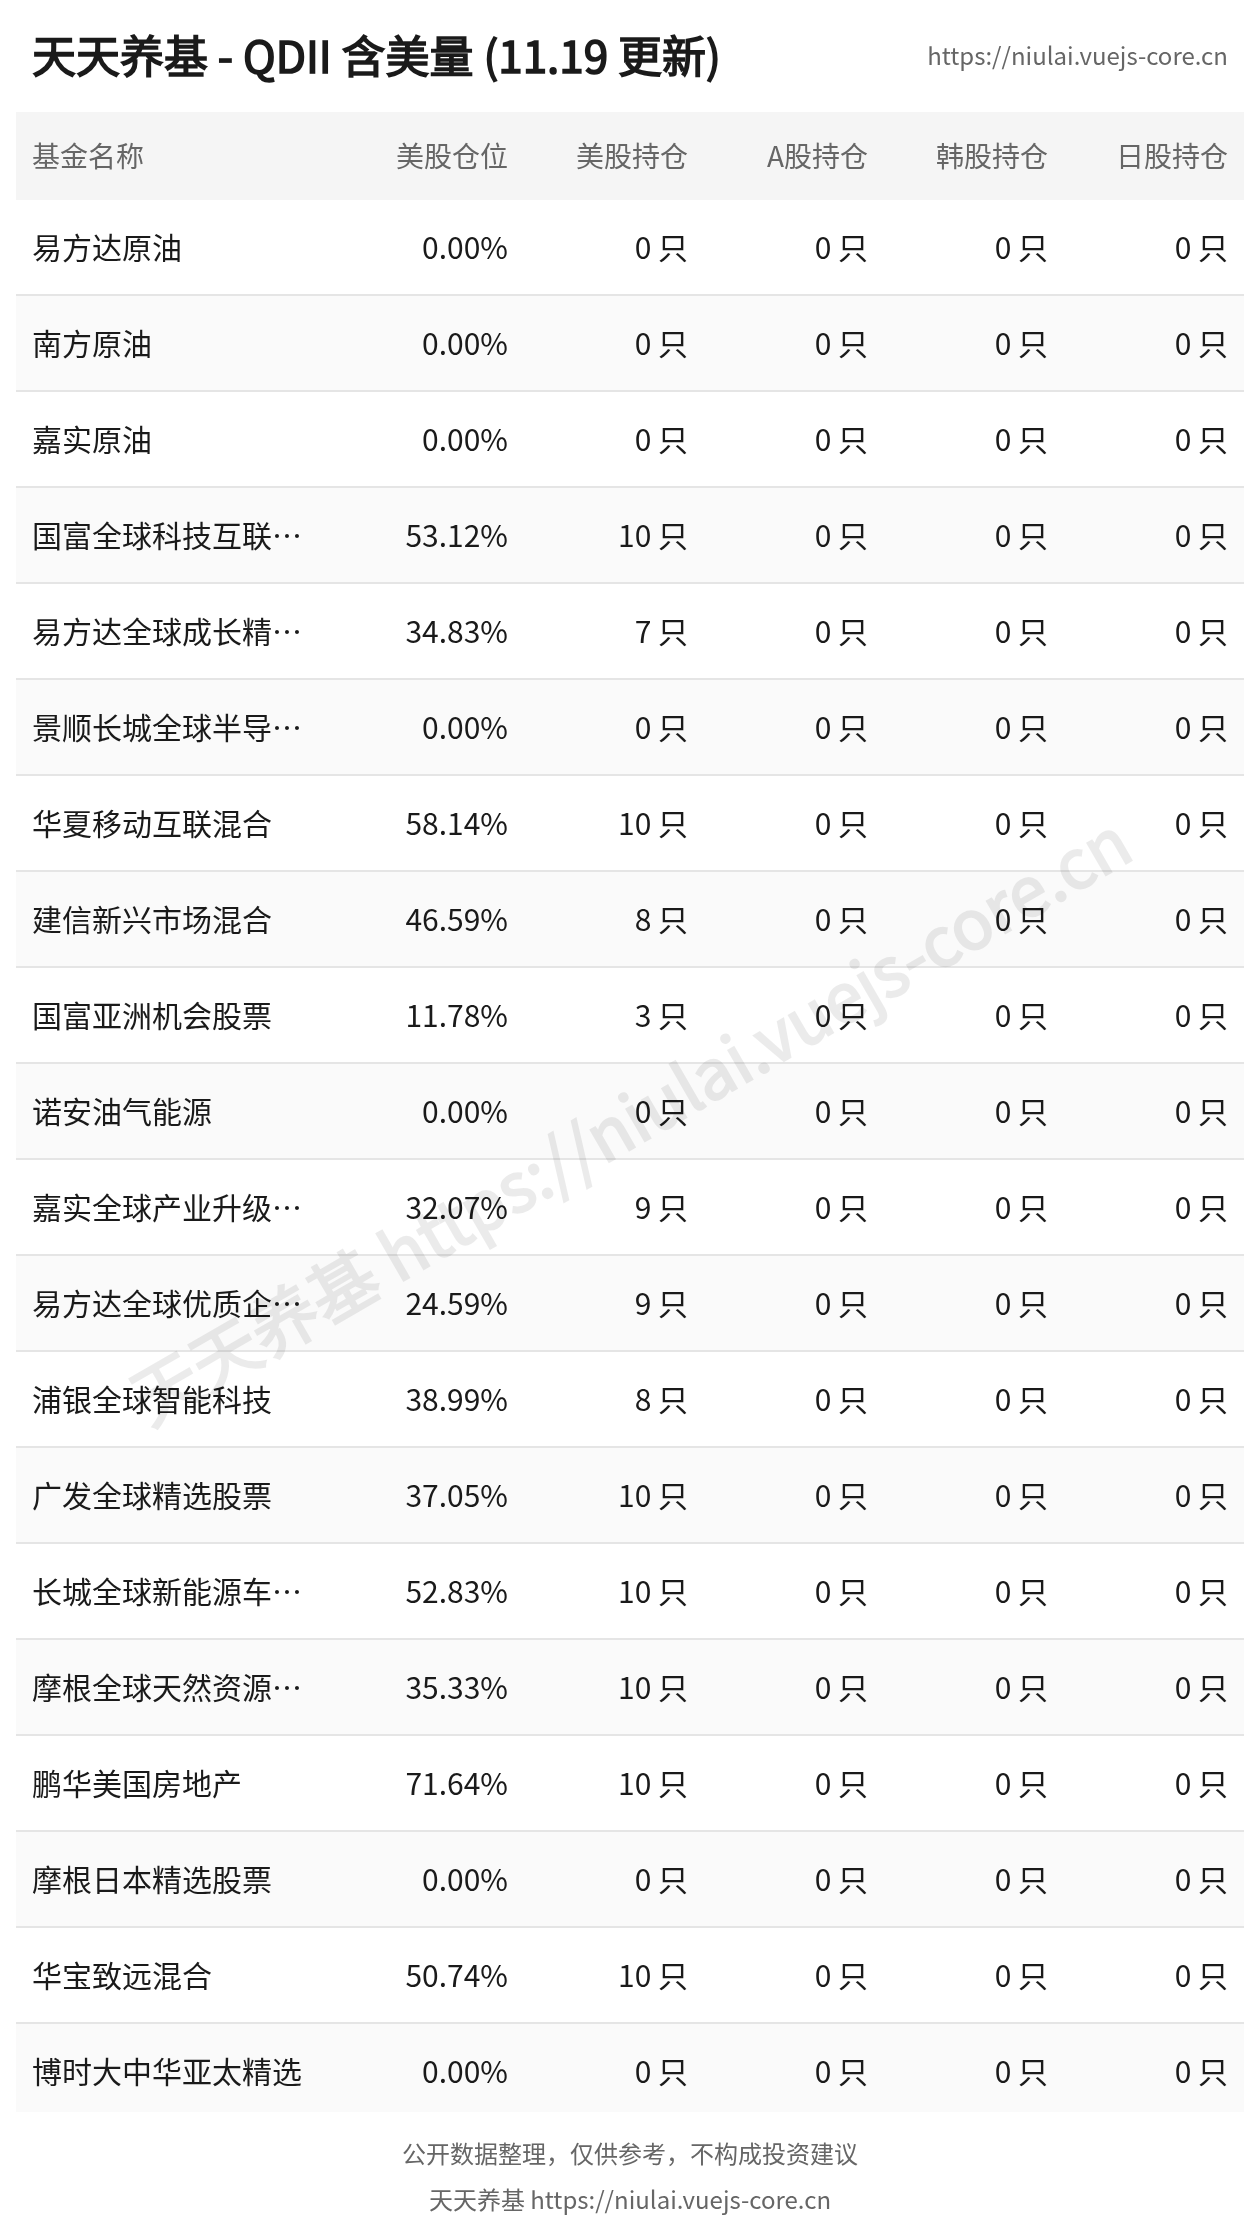 天天养基 - QDII 含美量 (11.19 更新) https://niulai.vuejs-core.cn
基金名称 美股仓位 美股持仓 A股持仓 韩股持仓 日股持仓
易方达原油 0.00% 0 只 0 只 0 只 0 只
南方原油 0.00% 0 只 0 只 0 只 0 只
嘉实原油 0.00% 0 只 0 只 0 只 0 只
国富全球科技互联… 53.12% 10 只 0 只 0 只 0 只
易方达全球成长精… 34.83% 7 只 0 只 0 只 0 只
景顺长城全球半导… 0.00% 0 只 0 只 0 只 0 只
华夏移动互联混合 58.14% 10 只 0 只 0 只 0 只
建信新兴市场混合 46.59% 8 只 0 只 0 只 0 只
国富亚洲机会股票 11.78% 3 只 0 只 0 只 0 只
诺安油气能源 0.00% 0 只 0 只 0 只 0 只
嘉实全球产业升级… 32.07% 9 只 0 只 0 只 0 只
易方达全球优质企… 24.59% 9 只 0 只 0 只 0 只
浦银全球智能科技 38.99% 8 只 0 只 0 只 0 只
广发全球精选股票 37.05% 10 只 0 只 0 只 0 只
长城全球新能源车… 52.83% 10 只 0 只 0 只 0 只
摩根全球天然资源… 35.33% 10 只 0 只 0 只 0 只
鹏华美国房地产 71.64% 10 只 0 只 0 只 0 只
摩根日本精选股票 0.00% 0 只 0 只 0 只 0 只
华宝致远混合 50.74% 10 只 0 只 0 只 0 只
博时大中华亚太精选 0.00% 0 只 0 只 0 只 0 只
公开数据整理，仅供参考，不构成投资建议
天天养基 https://niulai.vuejs-core.cn
天天养基 https://niulai.vuejs-core.cn